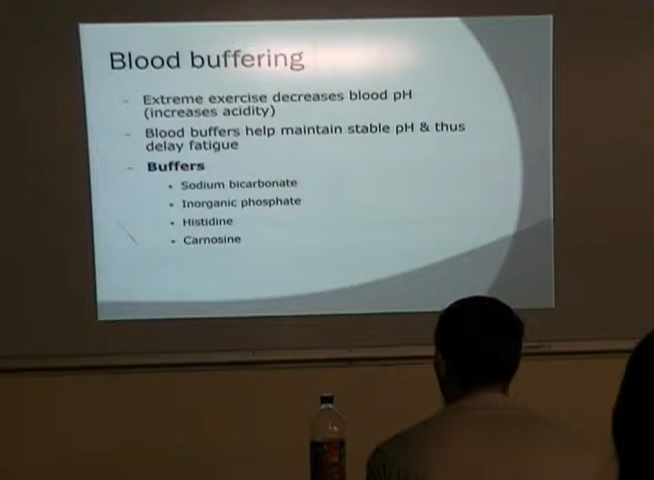 Blood buffering
– Extreme exercise decreases blood pH
(increases acidity)
– Blood buffers help maintain stable pH & thus
delay fatigue
– Buffers
• Sodium bicarbonate
• Inorganic phosphate
• Histidine
• Carnosine